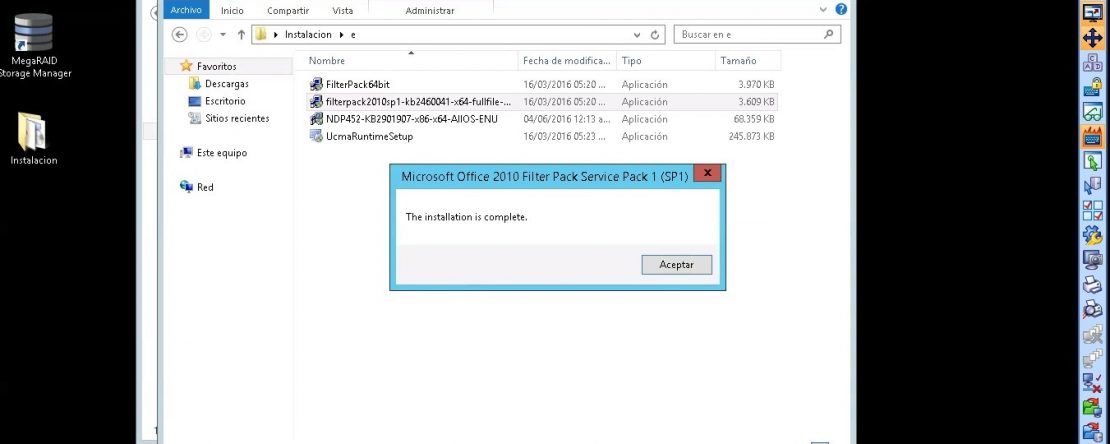 Archivo Inicio Compartir Vista Administrar
Instalacion e Buscar en e
MegaRAID
Storage Manager
Instalacion
Favoritos
Descargas
Escritorio
Sitios recientes
Este equipo
Red
Nombre Fecha de modifica... Tipo Tamaño
FilterPack64bit 16/03/2016 05:20 ... Aplicación 3.970 KB
filterpack2010sp1-kb2460041-x64-fullfile-... 16/03/2016 05:20 ... Aplicación 3.609 KB
NDP452-KB2901907-x86-x64-AllOS-ENU 04/06/2016 12:13 a... Aplicación 68.359 KB
UcmaRuntimeSetup 16/03/2016 05:23 ... Aplicación 245.873 KB
Microsoft Office 2010 Filter Pack Service Pack 1 (SP1) x
The installation is complete.
Aceptar